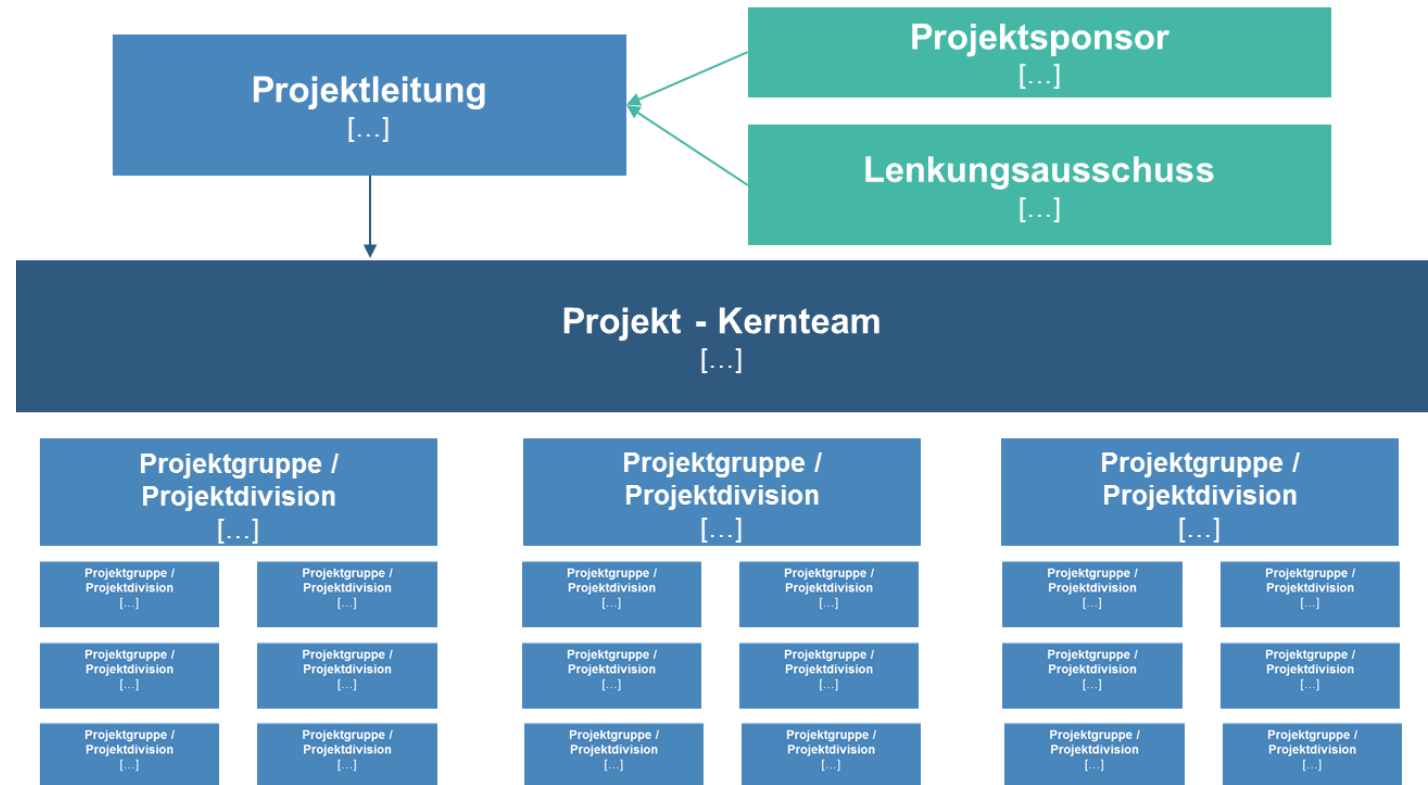 Projektleitung
[...]
Projektsponsor
[...]
Lenkungsausschuss
[...]
Projekt - Kernteam
[...]
Projektgruppe /
Projektdivision
[...]
Projektgruppe /
Projektdivision
[...]
Projektgruppe /
Projektdivision
[...]
Projektgruppe /
Projektdivision
[...]
Projektgruppe /
Projektdivision
[...]
Projektgruppe /
Projektdivision
[...]
Projektgruppe /
Projektdivision
[...]
Projektgruppe /
Projektdivision
[...]
Projektgruppe /
Projektdivision
[...]
Projektgruppe /
Projektdivision
[...]
Projektgruppe /
Projektdivision
[...]
Projektgruppe /
Projektdivision
[...]
Projektgruppe /
Projektdivision
[...]
Projektgruppe /
Projektdivision
[...]
Projektgruppe /
Projektdivision
[...]
Projektgruppe /
Projektdivision
[...]
Projektgruppe /
Projektdivision
[...]
Projektgruppe /
Projektdivision
[...]
Projektgruppe /
Projektdivision
[...]
Projektgruppe /
Projektdivision
[...]
Projektgruppe /
Projektdivision
[...]
Projektgruppe /
Projektdivision
[...]